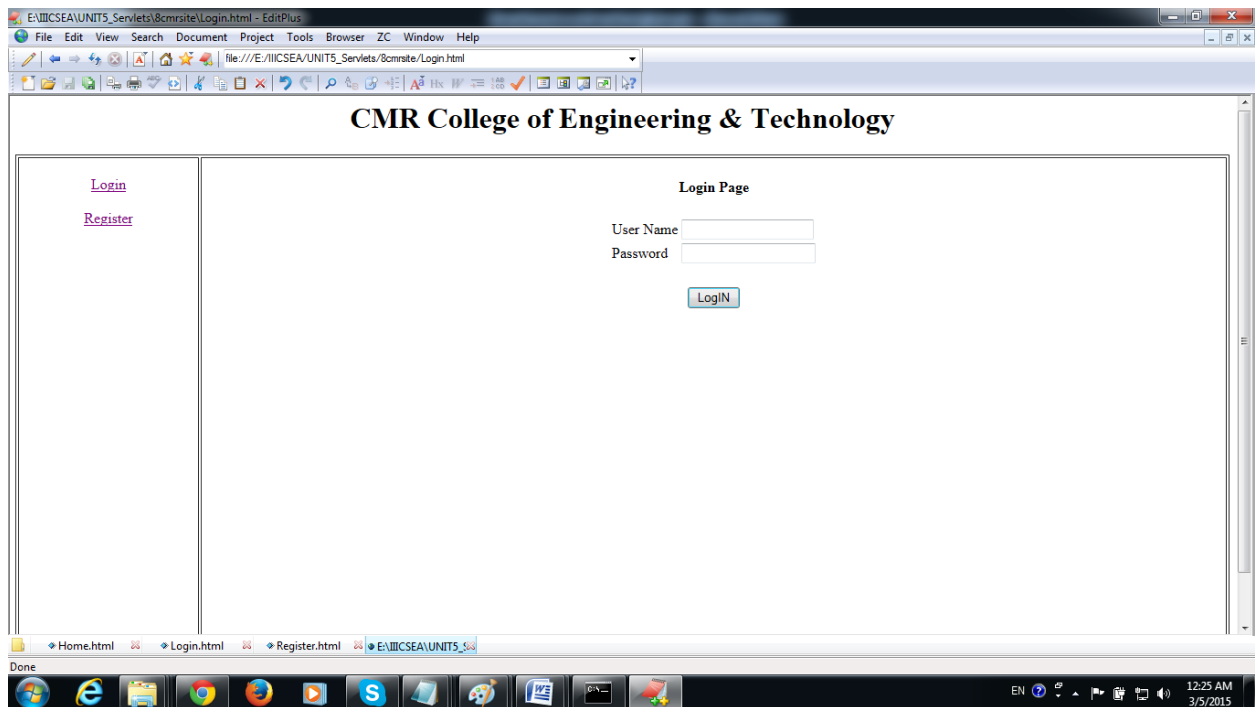 E:\IIICSEA\UNIT5_Servlets\8cmrsite\Login.html - EditPlus
File Edit View Search Document Project Tools Browser ZC Window Help
file:///E:/IIICSEA/UNIT5_Servlets/8cmrsite/Login.html
CMR College of Engineering & Technology
Login
Register
Login Page
User Name
Password
LogIN
Home.html Login.html Register.html E:\IIICSEA\UNIT5_
Done
EN
12:25 AM
3/5/2015